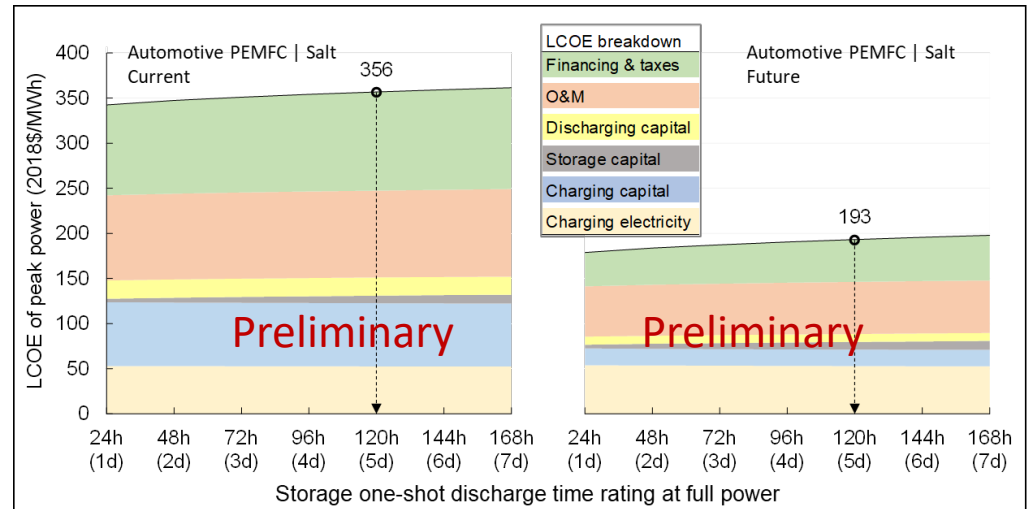 LCOE of peak power (2018$/MWh)
400
350
300
250
200
150
100
50
0
Automotive PEMFC | Salt
Current
356
Preliminary
24h
(1d)
48h
(2d)
72h
(3d)
96h
(4d)
120h
(5d)
144h
(6d)
168h
(7d)
LCOE breakdown
Financing & taxes
O&M
Discharging capital
Storage capital
Charging capital
Charging electricity
Automotive PEMFC | Salt
Future
193
Preliminary
24h
(1d)
48h
(2d)
72h
(3d)
96h
(4d)
120h
(5d)
144h
(6d)
168h
(7d)
Storage one-shot discharge time rating at full power